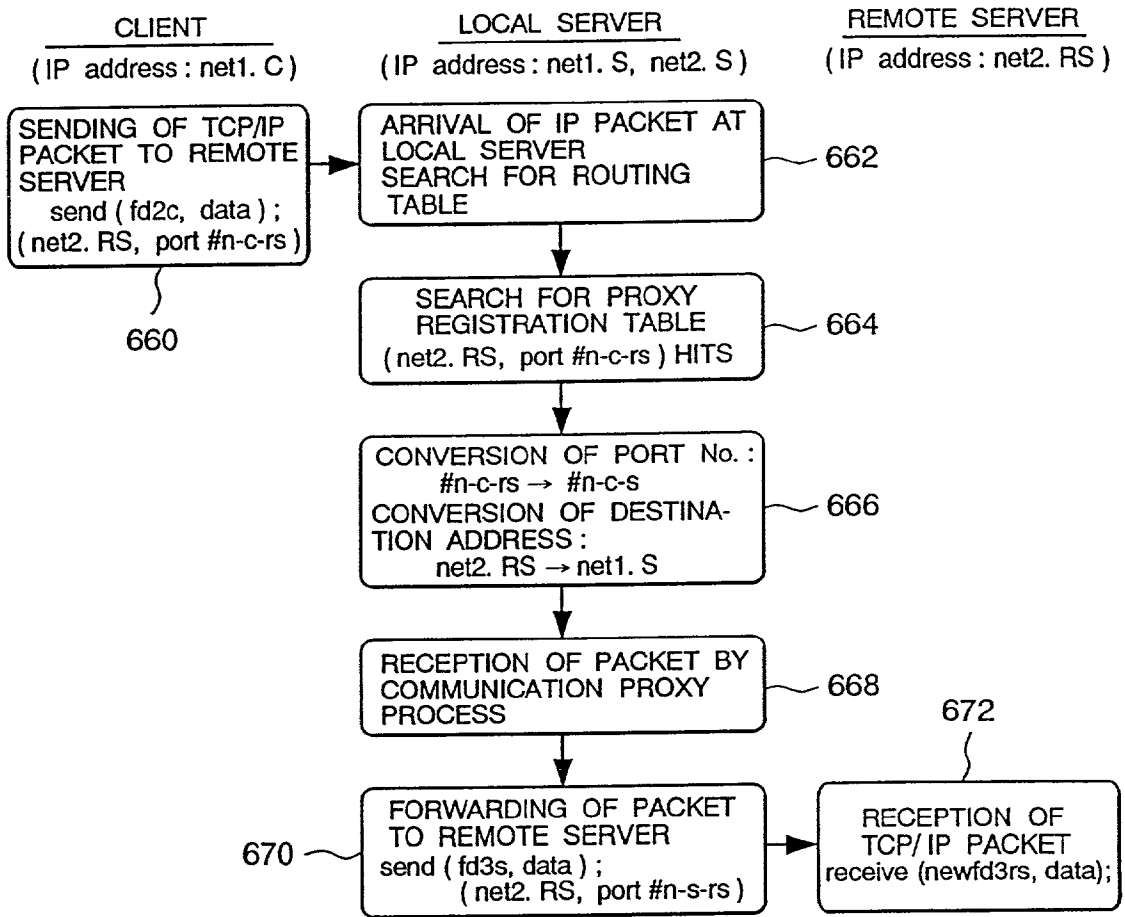 CLIENT
(IP address : net1. C)
LOCAL SERVER
(IP address : net1. S, net2. S)
REMOTE SERVER
(IP address : net2. RS)
SENDING OF TCP/IP
PACKET TO REMOTE
SERVER
send ( fd2c, data ) ;
(net2. RS, port #n-c-rs)
660
ARRIVAL OF IP PACKET AT
LOCAL SERVER
SEARCH FOR ROUTING
TABLE
662
SEARCH FOR PROXY
REGISTRATION TABLE
( net2. RS, port #n-c-rs ) HITS
664
CONVERSION OF PORT No. :
#n-c-rs → #n-c-s
CONVERSION OF DESTINA-
TION ADDRESS :
net2. RS → net1. S
666
RECEPTION OF PACKET BY
COMMUNICATION PROXY
PROCESS
668
FORWARDING OF PACKET
TO REMOTE SERVER
send ( fd3s, data ) ;
( net2. RS, port #n-s-rs )
670
672
RECEPTION OF
TCP/ IP PACKET
receive (newfd3rs, data);